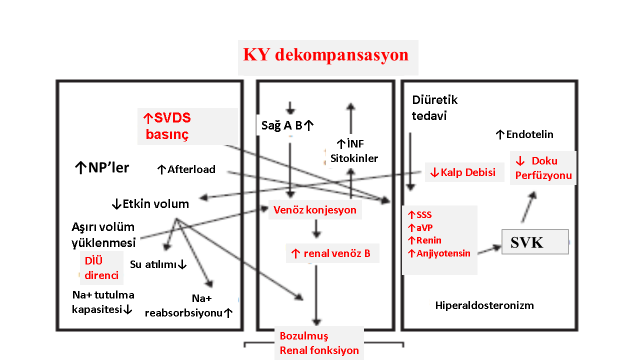 KY dekompansasyon
↑SVDS
basınç
↑NP'ler
↑Afterload
↓Etkin volum
Aşırı volüm
yüklenmesi
DİÜ
direnci
Su atılımı↓
Na+ tutulma
kapasitesi↓
Na+
reabsorbsiyonu↑
Sağ A B↑
↑İNF
Sitokinler
Venöz konjesyon
↑ renal venöz B
Bozulmuş
Renal fonksiyon
Diüretik
tedavi
↑Endotelin
↓Kalp Debisi
↓ Doku
Perfüzyonu
↑SSS
↑aVP
↑Renin
↑Anjiyotensin
SVK
Hiperaldosteronizm